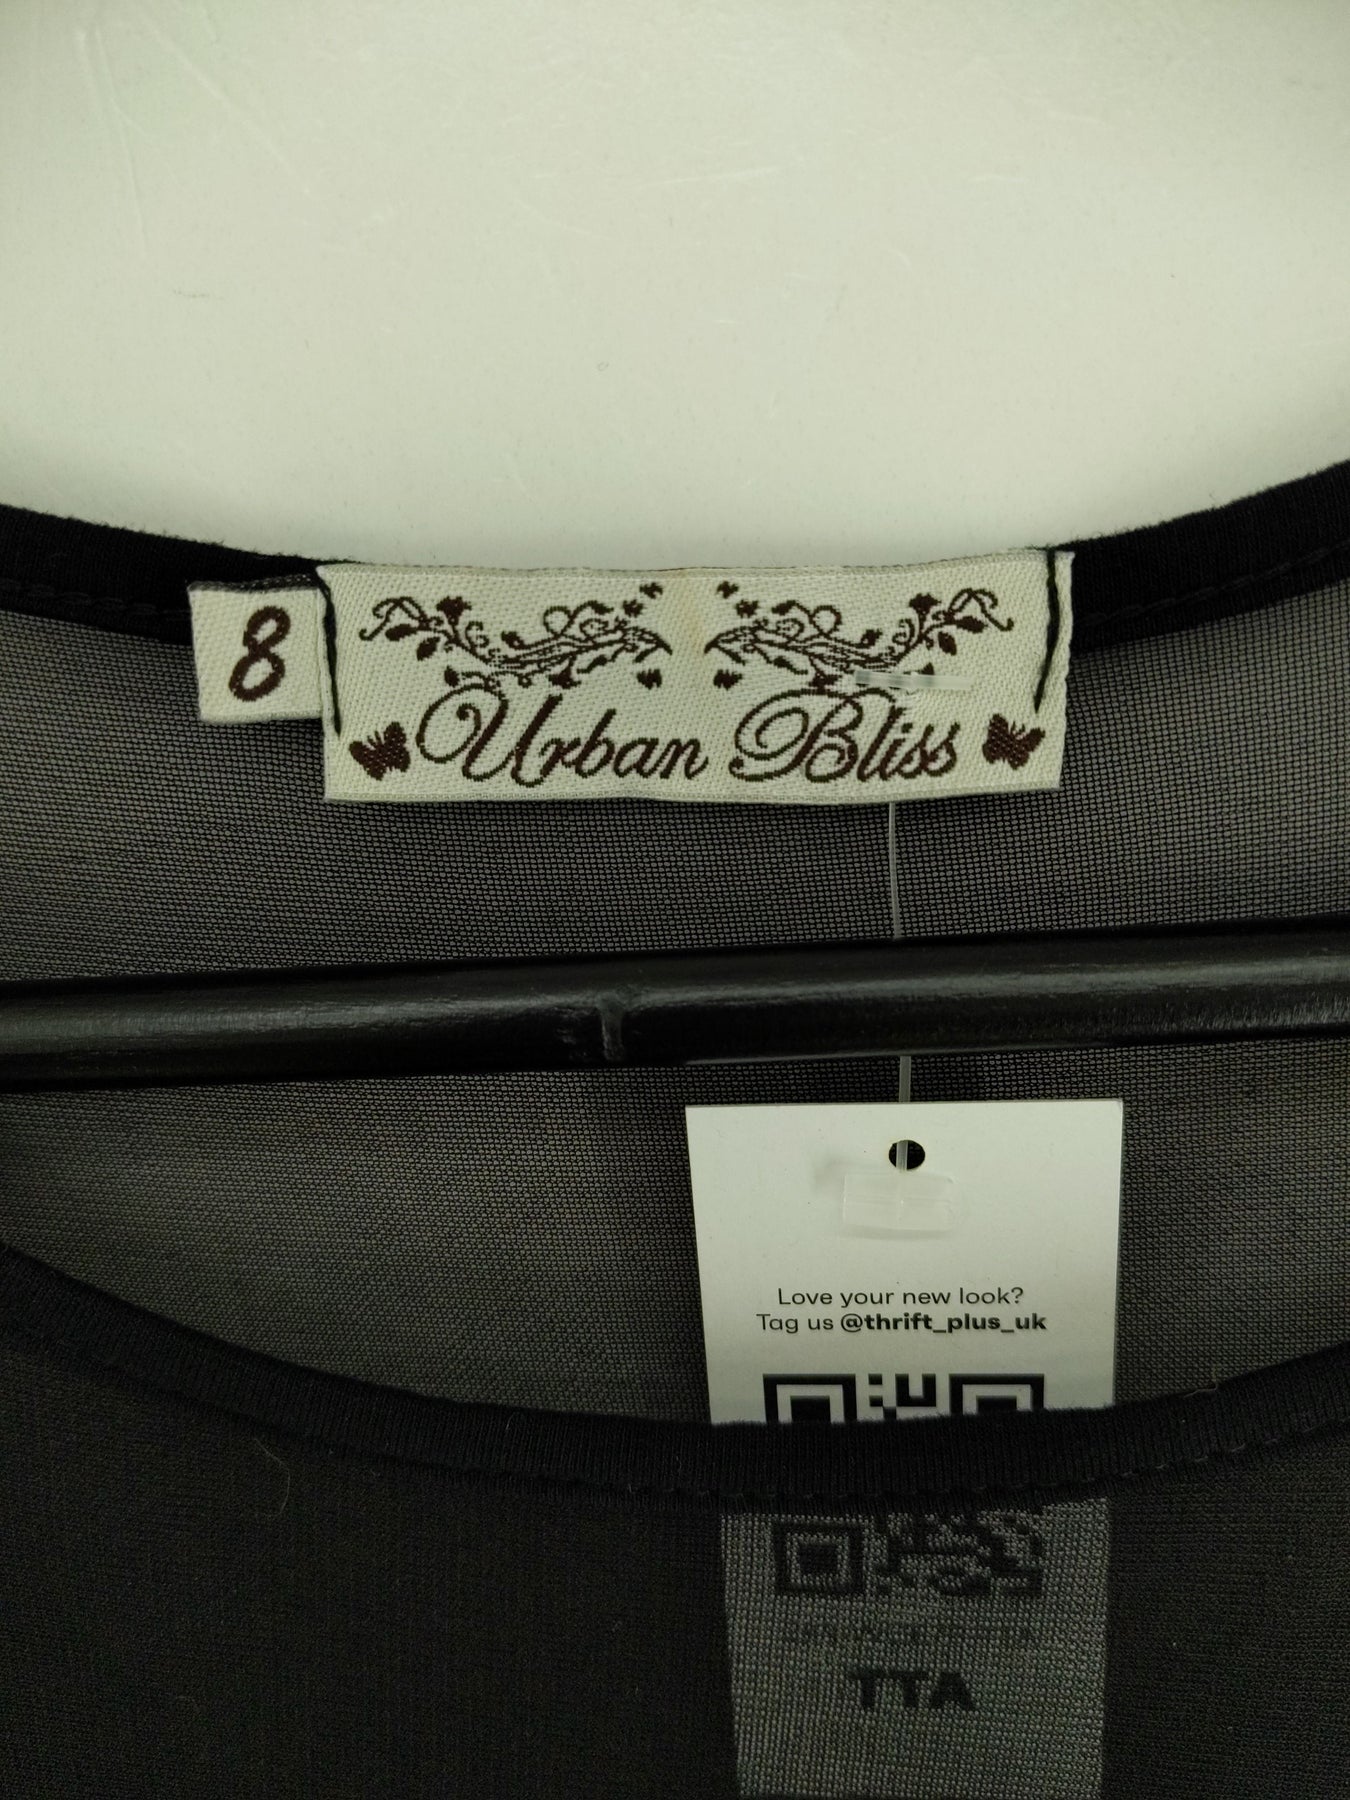 8
Urban Bliss
Love your new look?
Tag us @thrift_plus_uk
TTA